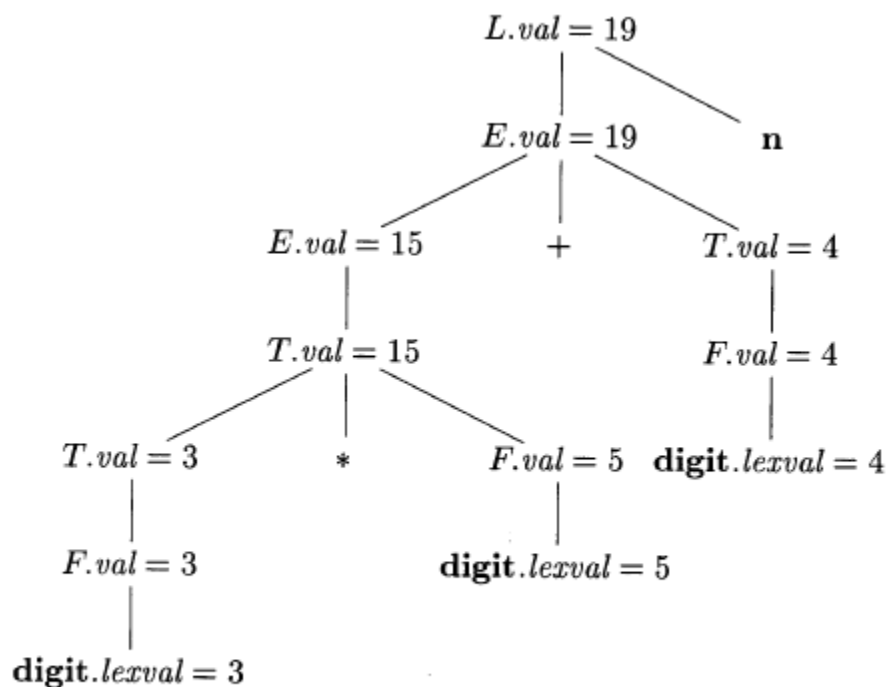 L.val = 19
E.val = 19 n
E.val = 15 + T.val = 4
T.val = 15 F.val = 4
T.val = 3 * F.val = 5 digit.lexval = 4
F.val = 3 digit.lexval = 5
digit.lexval = 3